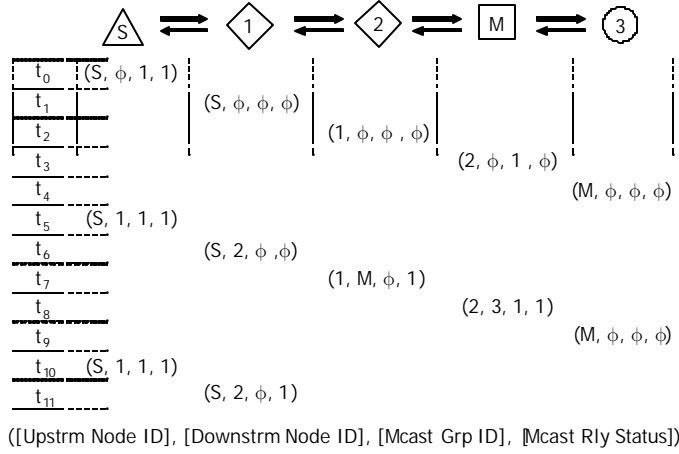 S 1 2 M 3
t0 (S, ϕ, 1, 1)
t1 (S, ϕ, ϕ, ϕ)
t2 (1, ϕ, ϕ , ϕ)
t3 (2, ϕ, 1 , ϕ)
t4 (M, ϕ, ϕ, ϕ)
t5 (S, 1, 1, 1)
t6 (S, 2, ϕ ,ϕ)
t7 (1, M, ϕ, 1)
t8 (2, 3, 1, 1)
t9 (M, ϕ, ϕ, ϕ)
t10 (S, 1, 1, 1)
t11 (S, 2, ϕ, 1)
([Upstrm Node ID], [Downstrm Node ID], [Mcast Grp ID], [Mcast Rly Status])